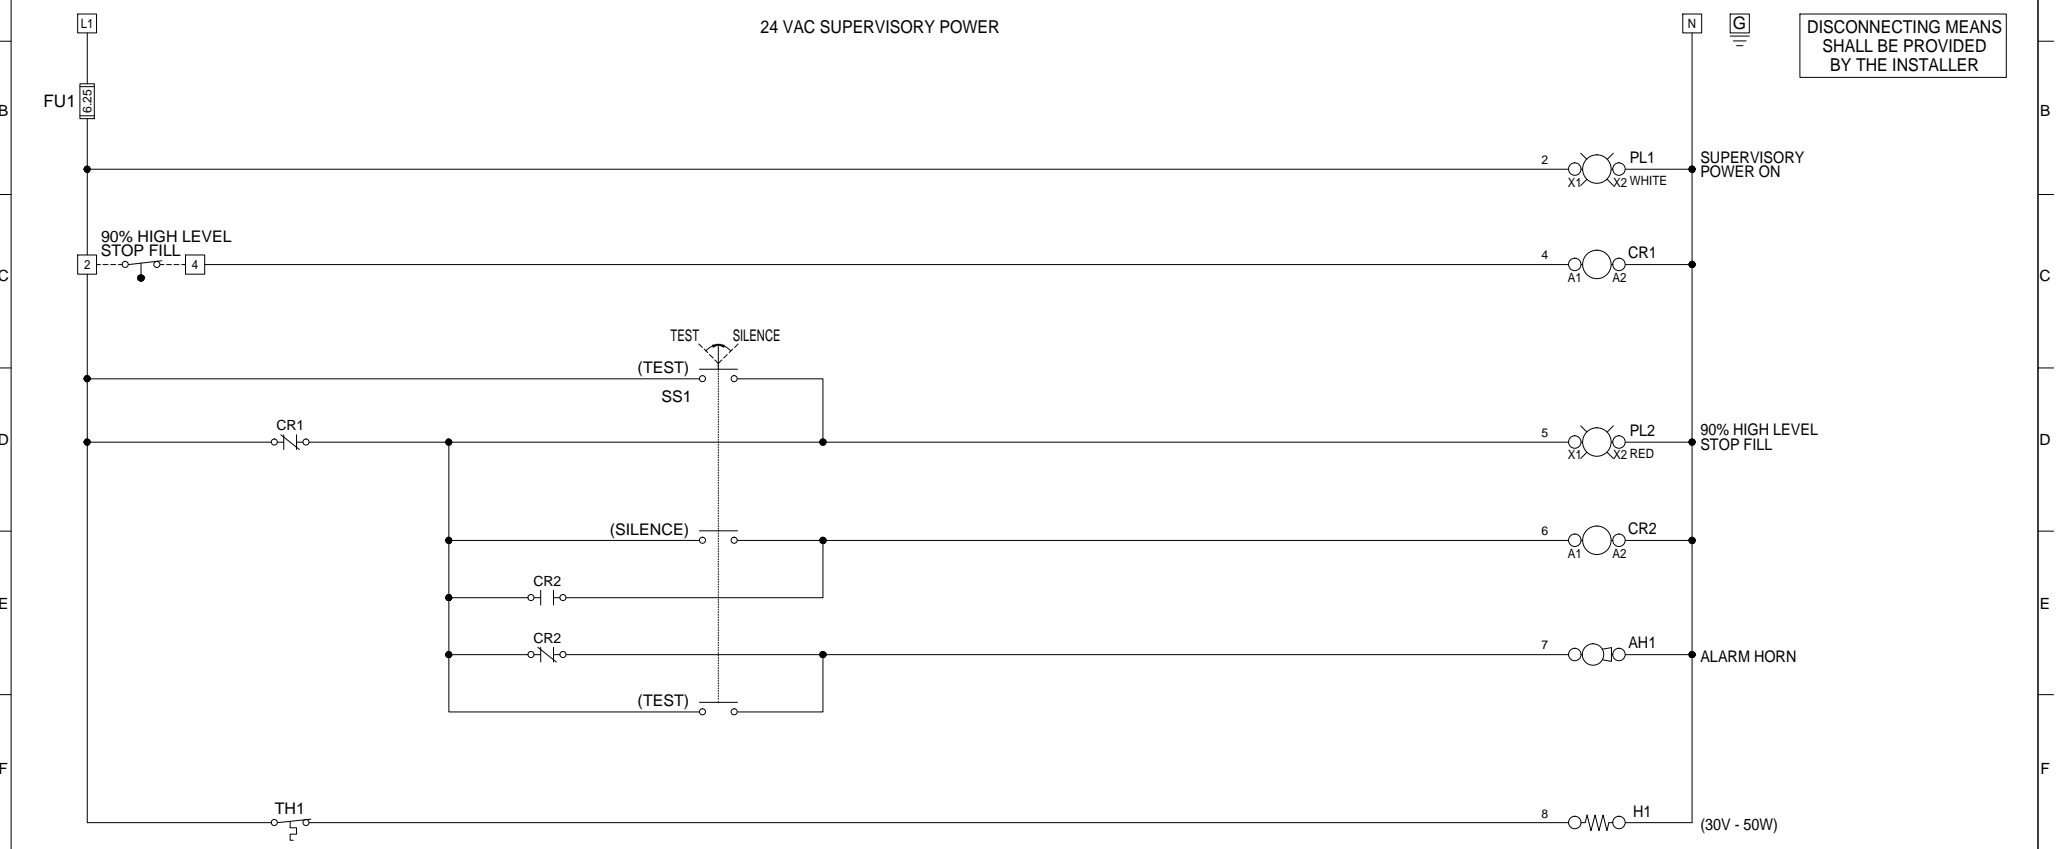 L1
24 VAC SUPERVISORY POWER
N
G
DISCONNECTING MEANS
SHALL BE PROVIDED
BY THE INSTALLER
FU1
6.25
B
B
2
PL1
X1
X2 WHITE
SUPERVISORY
POWER ON
90% HIGH LEVEL
STOP FILL
2
4
4
CR1
A1
A2
C
C
TEST
SILENCE
(TEST)
SS1
CR1
5
PL2
X1
X2 RED
90% HIGH LEVEL
STOP FILL
D
D
(SILENCE)
6
CR2
A1
A2
CR2
E
E
CR2
7
AH1
ALARM HORN
(TEST)
F
F
TH1
8
H1
(30V - 50W)